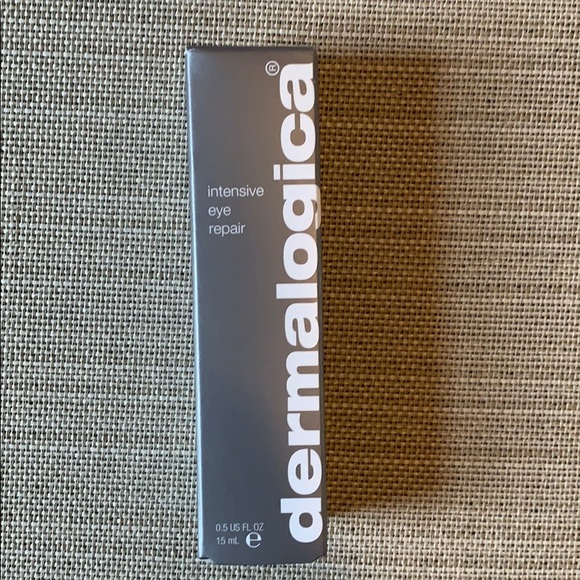 dermalogica®
intensive
eye
repair
0.5 US FL OZ
15 mL ℮